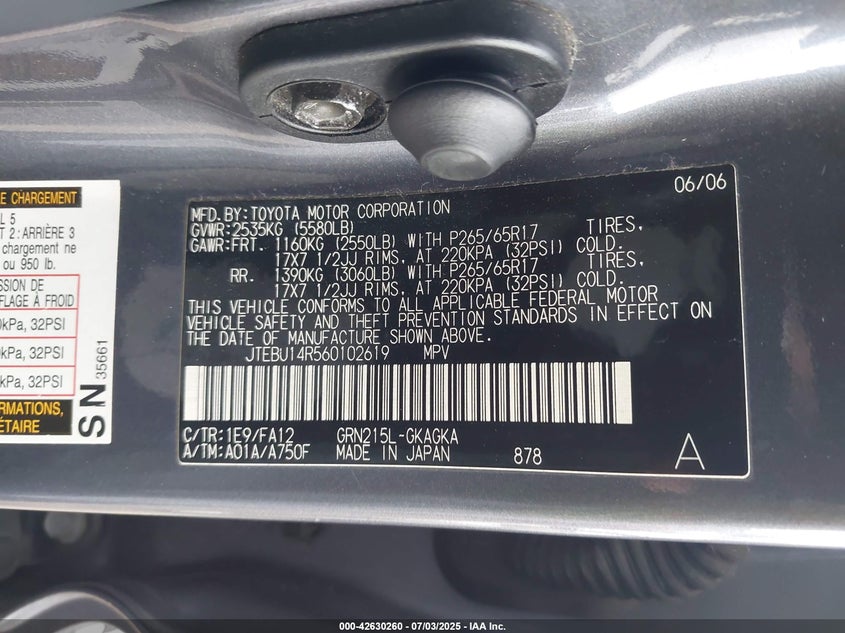 E CHARGEMENT
L 5
T 2 : ARRIÈRE 3
chargement ne
ou 950 lb.
SSION DE
FLAGE À FROID
0kPa, 32PSI
0kPa, 32PSI
kPa, 32PSI
FORMATIONS,
ÉTAIRE
SN 35661
06/06
MFD. BY: TOYOTA MOTOR CORPORATION
GVWR: 2535KG (5580LB)
GAWR: FRT. 1160KG (2550LB) WITH P265/65R17 TIRES,
17X7 1/2JJ RIMS, AT 220KPA (32PSI) COLD.
RR. 1390KG (3060LB) WITH P265/65R17 TIRES,
17X7 1/2JJ RIMS, AT 220KPA (32PSI) COLD.
THIS VEHICLE CONFORMS TO ALL APPLICABLE FEDERAL MOTOR
VEHICLE SAFETY AND THEFT PREVENTION STANDARDS IN EFFECT ON
THE DATE OF MANUFACTURE SHOWN ABOVE.
JTEBU14R560102619 MPV
C/TR: 1E9/FA12 GRN215L-GKAGKA
A/TM: A01A/A750F MADE IN JAPAN 878 A
000-42630260 - 07/03/2025 - IAA Inc.